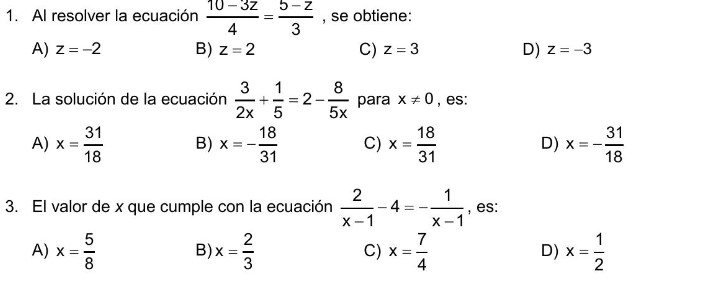 1. Al resolver la ecuación (10 − 3z)/4 = (5 − z)/3 , se obtiene:
A) z = −2 B) z = 2 C) z = 3 D) z = −3
2. La solución de la ecuación 3/(2x) + 1/5 = 2 − 8/(5x) para x ≠ 0 , es:
A) x = 31/18 B) x = −18/31 C) x = 18/31 D) x = −31/18
3. El valor de x que cumple con la ecuación 2/(x − 1) − 4 = −1/(x − 1) , es:
A) x = 5/8 B) x = 2/3 C) x = 7/4 D) x = 1/2